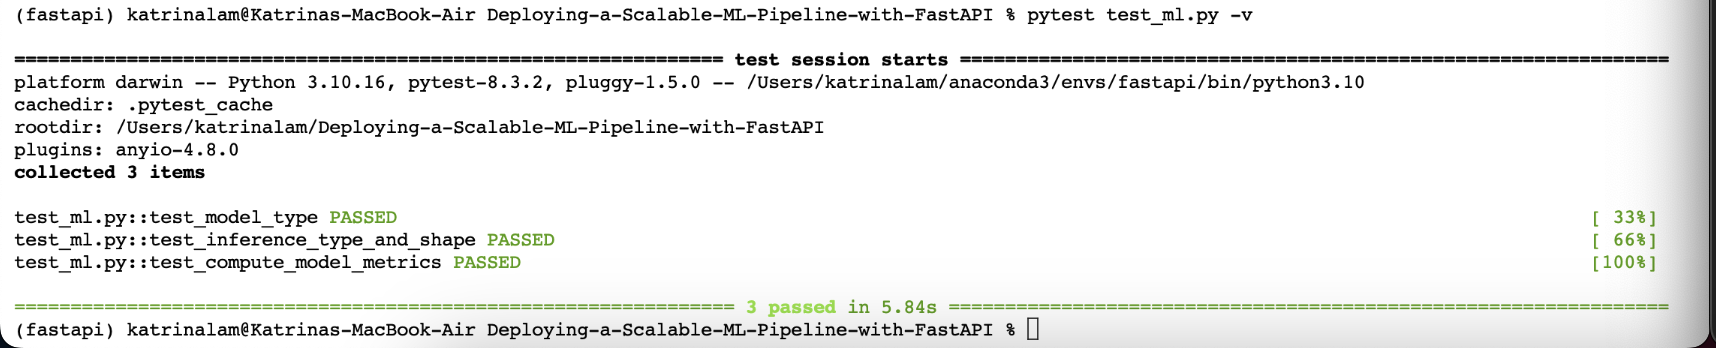 (fastapi) katrinalam@Katrinas-MacBook-Air Deploying-a-Scalable-ML-Pipeline-with-FastAPI % pytest test_ml.py -v
=============================================================== test session starts ===============================================================
platform darwin -- Python 3.10.16, pytest-8.3.2, pluggy-1.5.0 -- /Users/katrinalam/anaconda3/envs/fastapi/bin/python3.10
cachedir: .pytest_cache
rootdir: /Users/katrinalam/Deploying-a-Scalable-ML-Pipeline-with-FastAPI
plugins: anyio-4.8.0
collected 3 items
test_ml.py::test_model_type PASSED [ 33%]
test_ml.py::test_inference_type_and_shape PASSED [ 66%]
test_ml.py::test_compute_model_metrics PASSED [100%]
================================================================ 3 passed in 5.84s ================================================================
(fastapi) katrinalam@Katrinas-MacBook-Air Deploying-a-Scalable-ML-Pipeline-with-FastAPI %